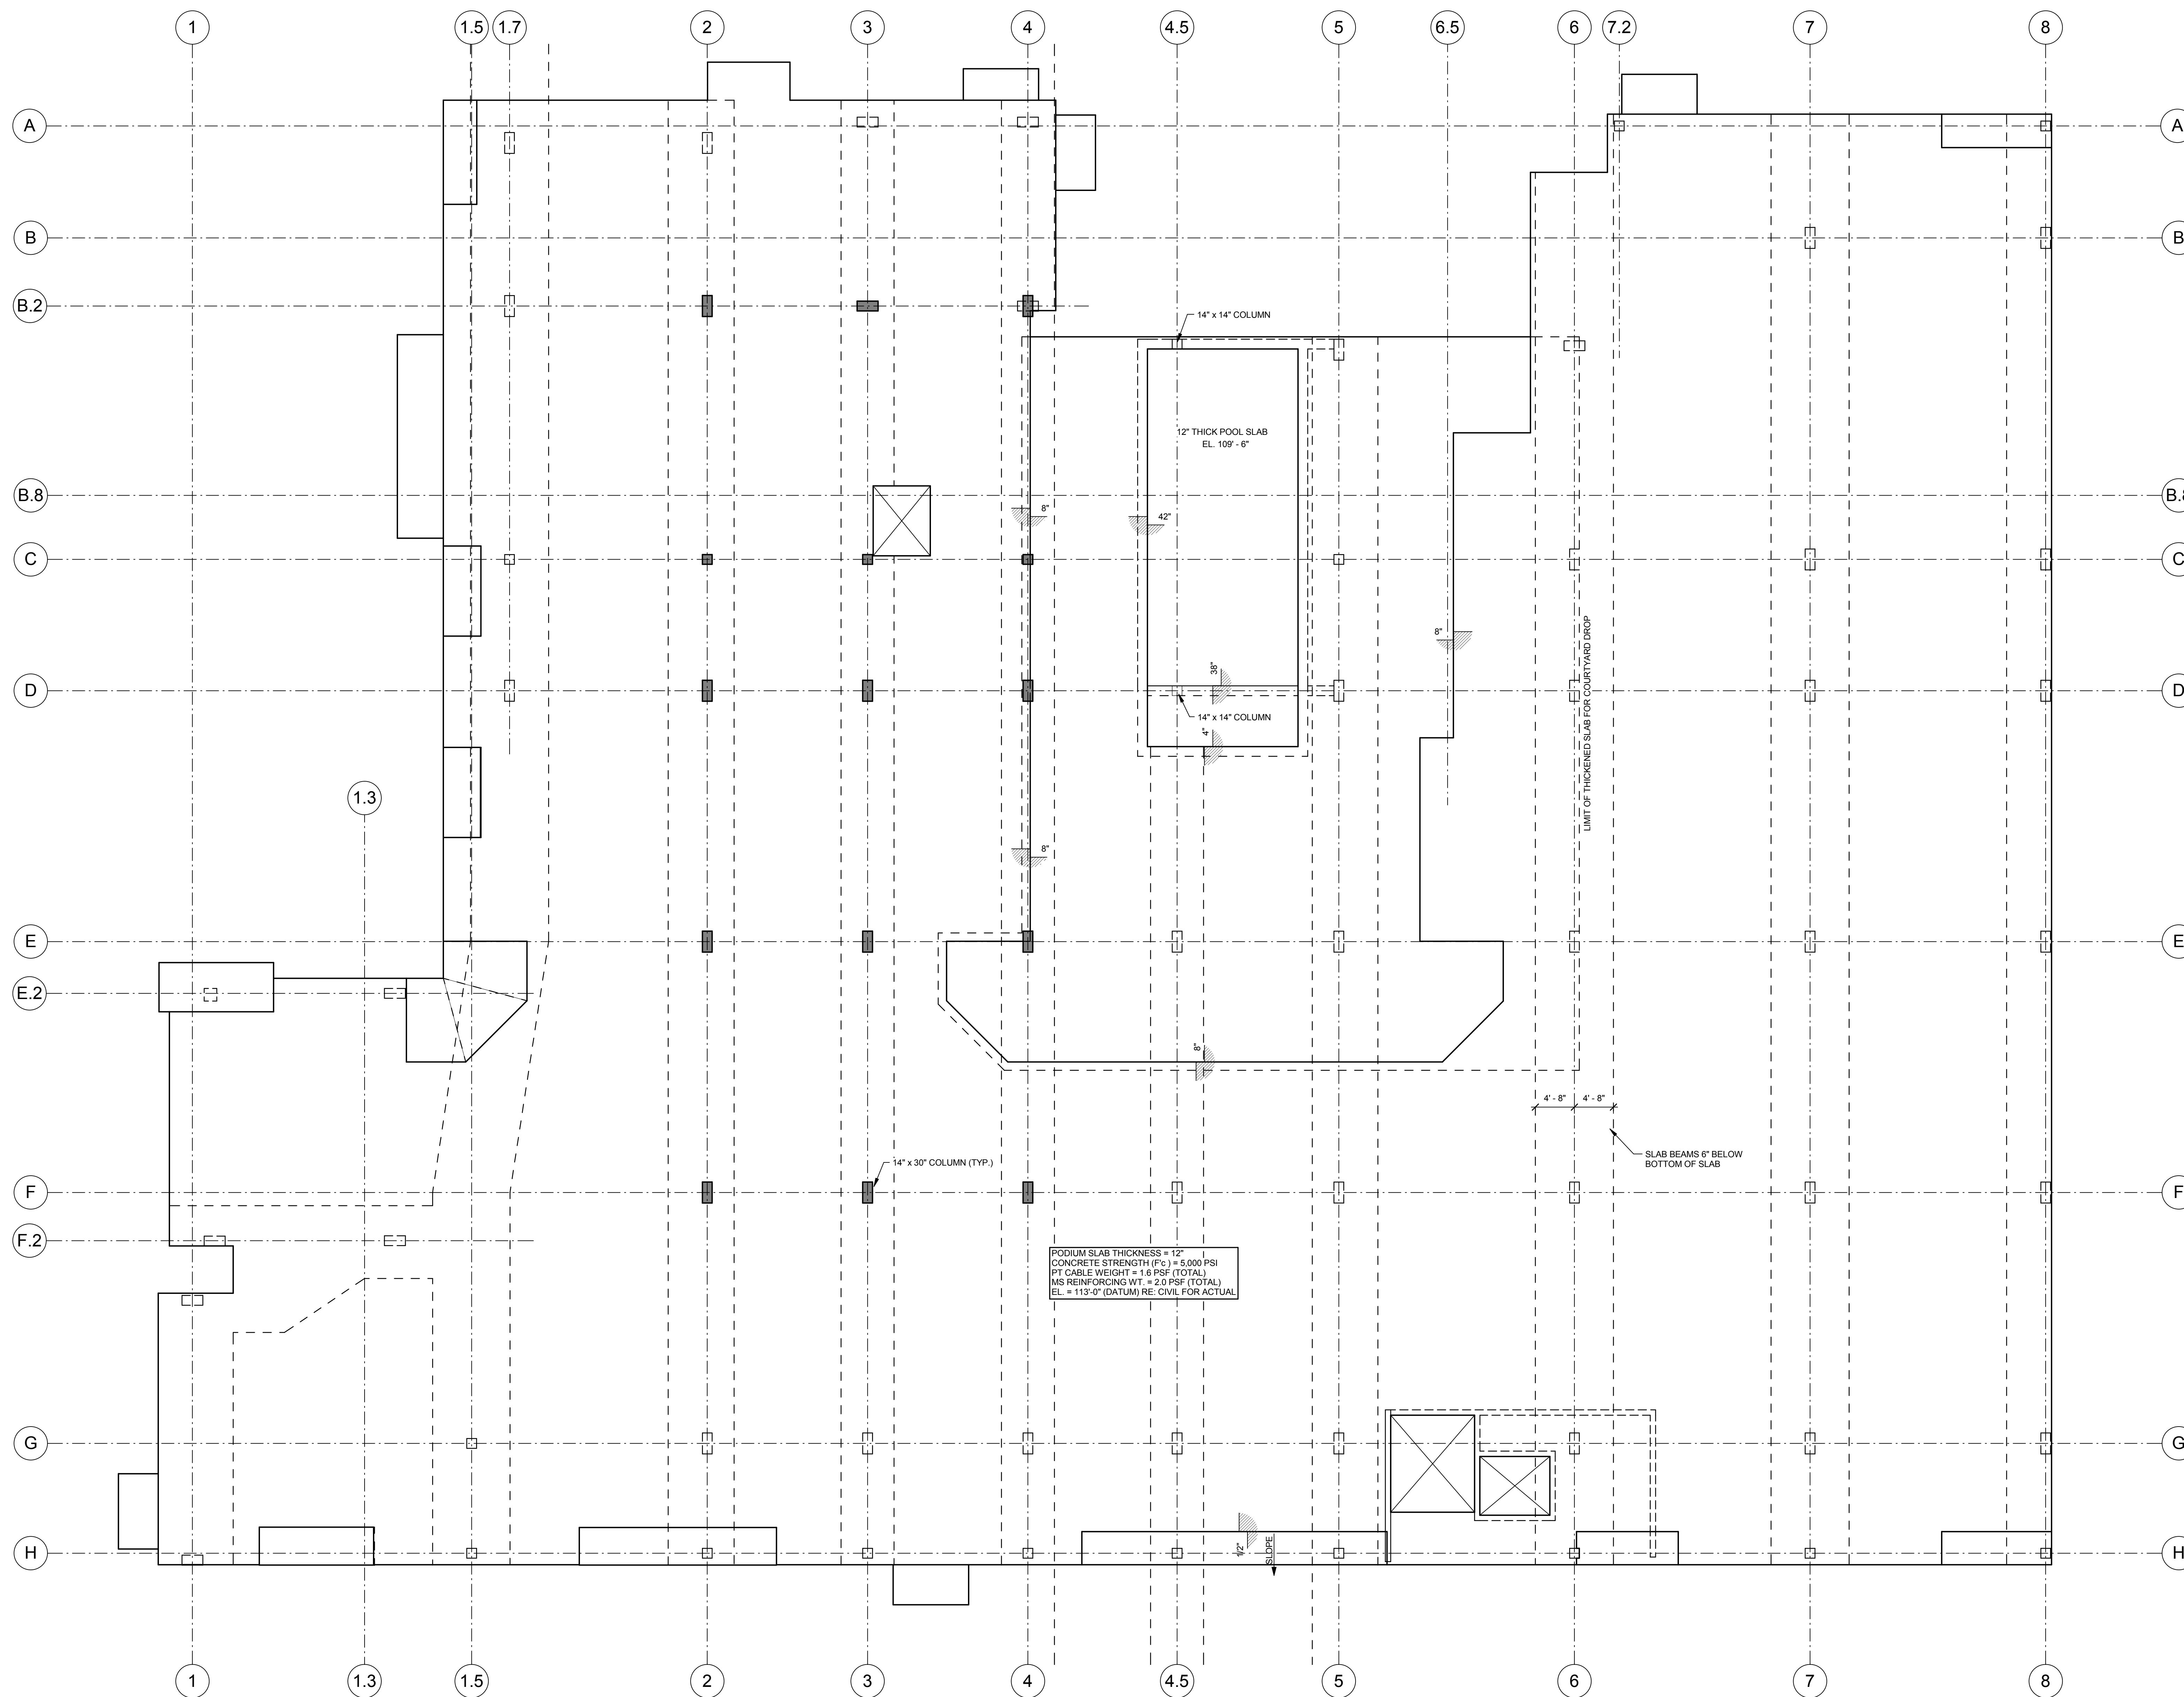 1
1.5
1.7
2
3
4
4.5
5
6.5
6
7.2
7
8
A
A
B
B
B.2
14" x 14" COLUMN
12" THICK POOL SLAB
EL. 109' - 6"
B.8
8"
42"
C
C
LIMIT OF THICKENED SLAB FOR COURTYARD DROP
8"
38"
D
D
14" x 14" COLUMN
4"
1.3
8"
E
E
E.2
8"
4' - 8"
4' - 8"
SLAB BEAMS 6" BELOW
BOTTOM OF SLAB
14" x 30" COLUMN (TYP.)
F
F
F.2
PODIUM SLAB THICKNESS = 12"
CONCRETE STRENGTH (F'c ) = 5,000 PSI
PT CABLE WEIGHT = 1.6 PSF (TOTAL)
MS REINFORCING WT. = 2.0 PSF (TOTAL)
EL. = 113'-0" (DATUM) RE: CIVIL FOR ACTUAL
G
G
1/2"
SLOPE
H
H
1
1.3
1.5
2
3
4
4.5
5
6
7
8